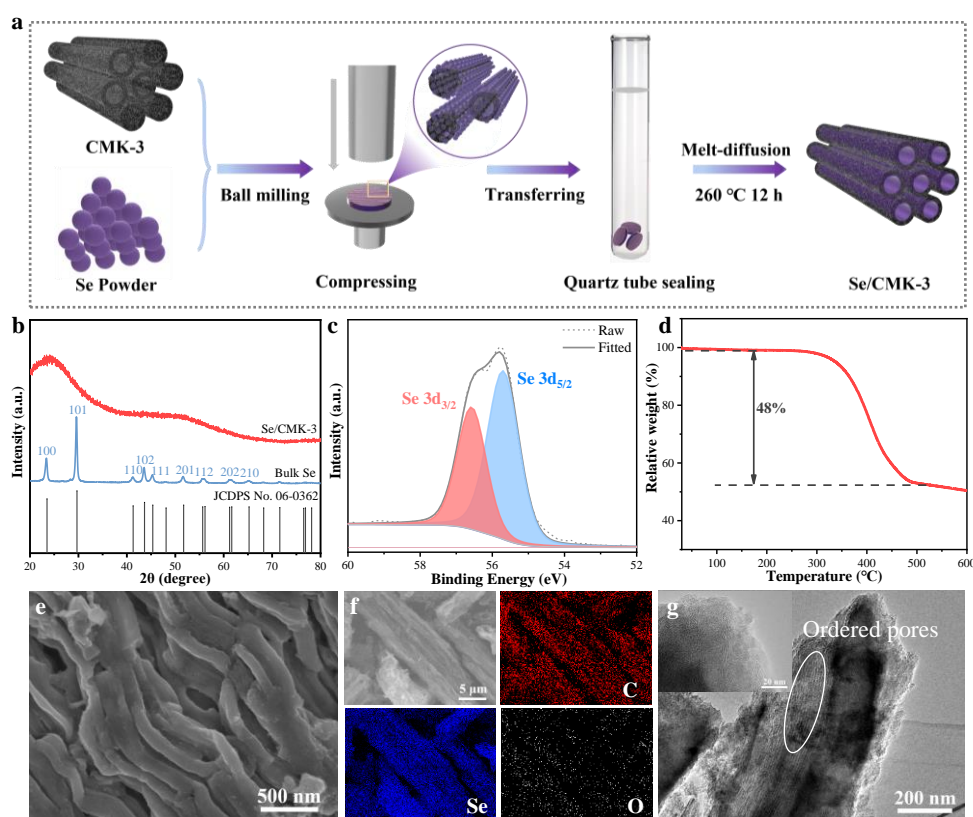 a
CMK-3
Se Powder
Ball milling
Compressing
Transferring
Quartz tube sealing
Melt-diffusion
260 °C 12 h
Se/CMK-3
b
Intensity (a.u.)
101
100
110
102
111
201
112
202
210
Se/CMK-3
Bulk Se
JCDPS No. 06-0362
20
30
40
50
60
70
80
2θ (degree)
c
Raw
Fitted
Se 3d3/2
Se 3d5/2
Intensity (a.u.)
60
58
56
54
52
Binding Energy (eV)
d
100
80
60
40
48%
Relative weight (%)
100
200
300
400
500
600
Temperature (°C)
e
500 nm
f
5 μm
C
Se
O
g
20 nm
Ordered pores
200 nm